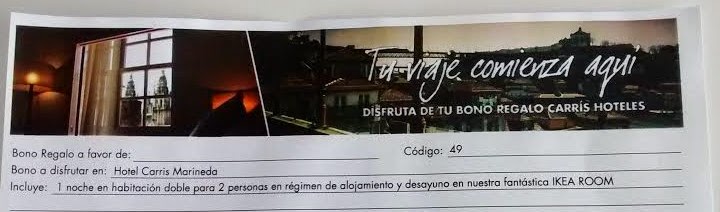 Tu viaje comienza aquí
DISFRUTA DE TU BONO REGALO CARRÍS HOTELES
Bono Regalo a favor de:
Código: 49
Bono a disfrutar en: Hotel Carris Marineda
Incluye: 1 noche en habitación doble para 2 personas en régimen de alojamiento y desayuno en nuestra fantástica IKEA ROOM